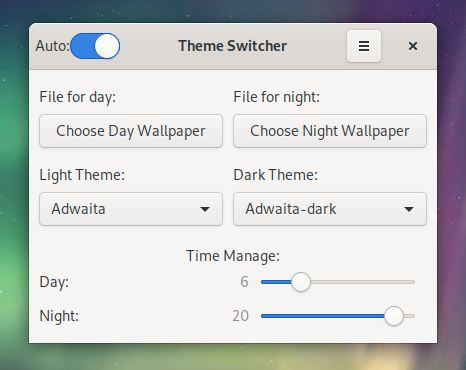 Auto: Theme Switcher
File for day: File for night:
Choose Day Wallpaper Choose Night Wallpaper
Light Theme: Dark Theme:
Adwaita Adwaita-dark
Time Manage:
Day: 6
Night: 20